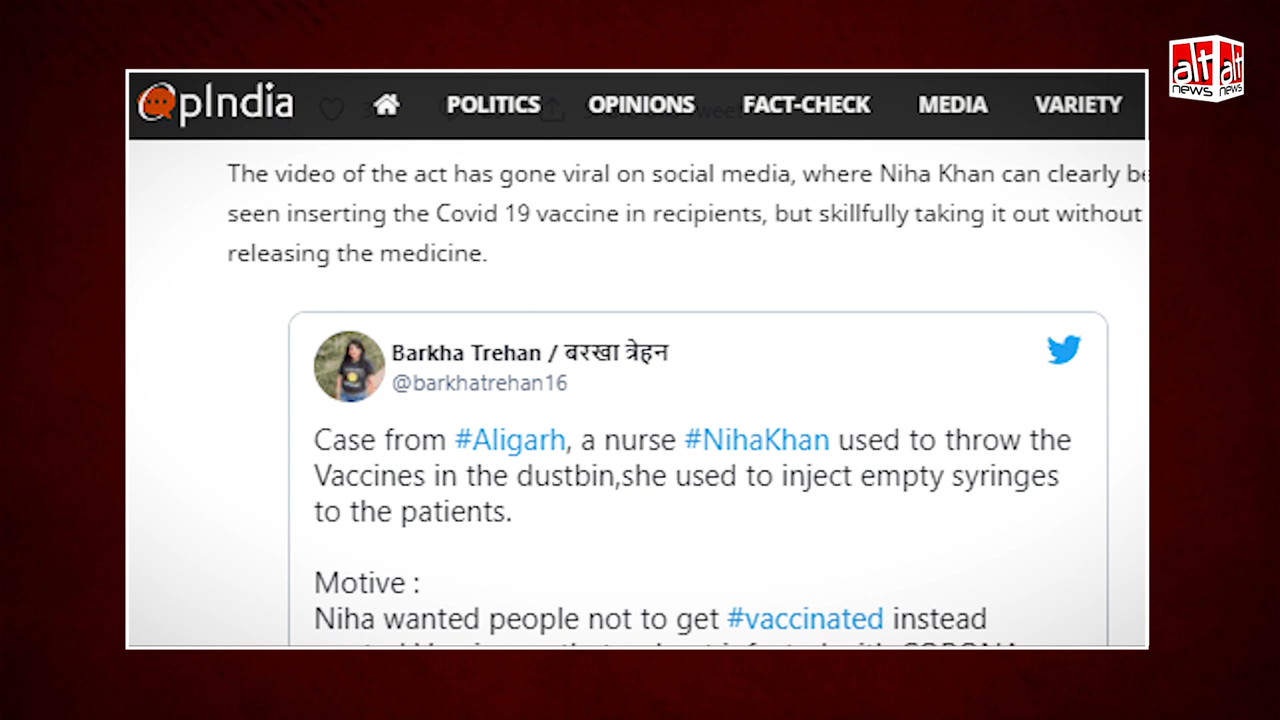 OpIndia POLITICS OPINIONS FACT-CHECK MEDIA VARIETY
alt alt
news news
The video of the act has gone viral on social media, where Niha Khan can clearly be
seen inserting the Covid 19 vaccine in recipients, but skillfully taking it out without
releasing the medicine.
Barkha Trehan / बरखा त्रेहन
@barkhatrehan16
Case from #Aligarh, a nurse #NihaKhan used to throw the
Vaccines in the dustbin,she used to inject empty syringes
to the patients.
Motive :
Niha wanted people not to get #vaccinated instead